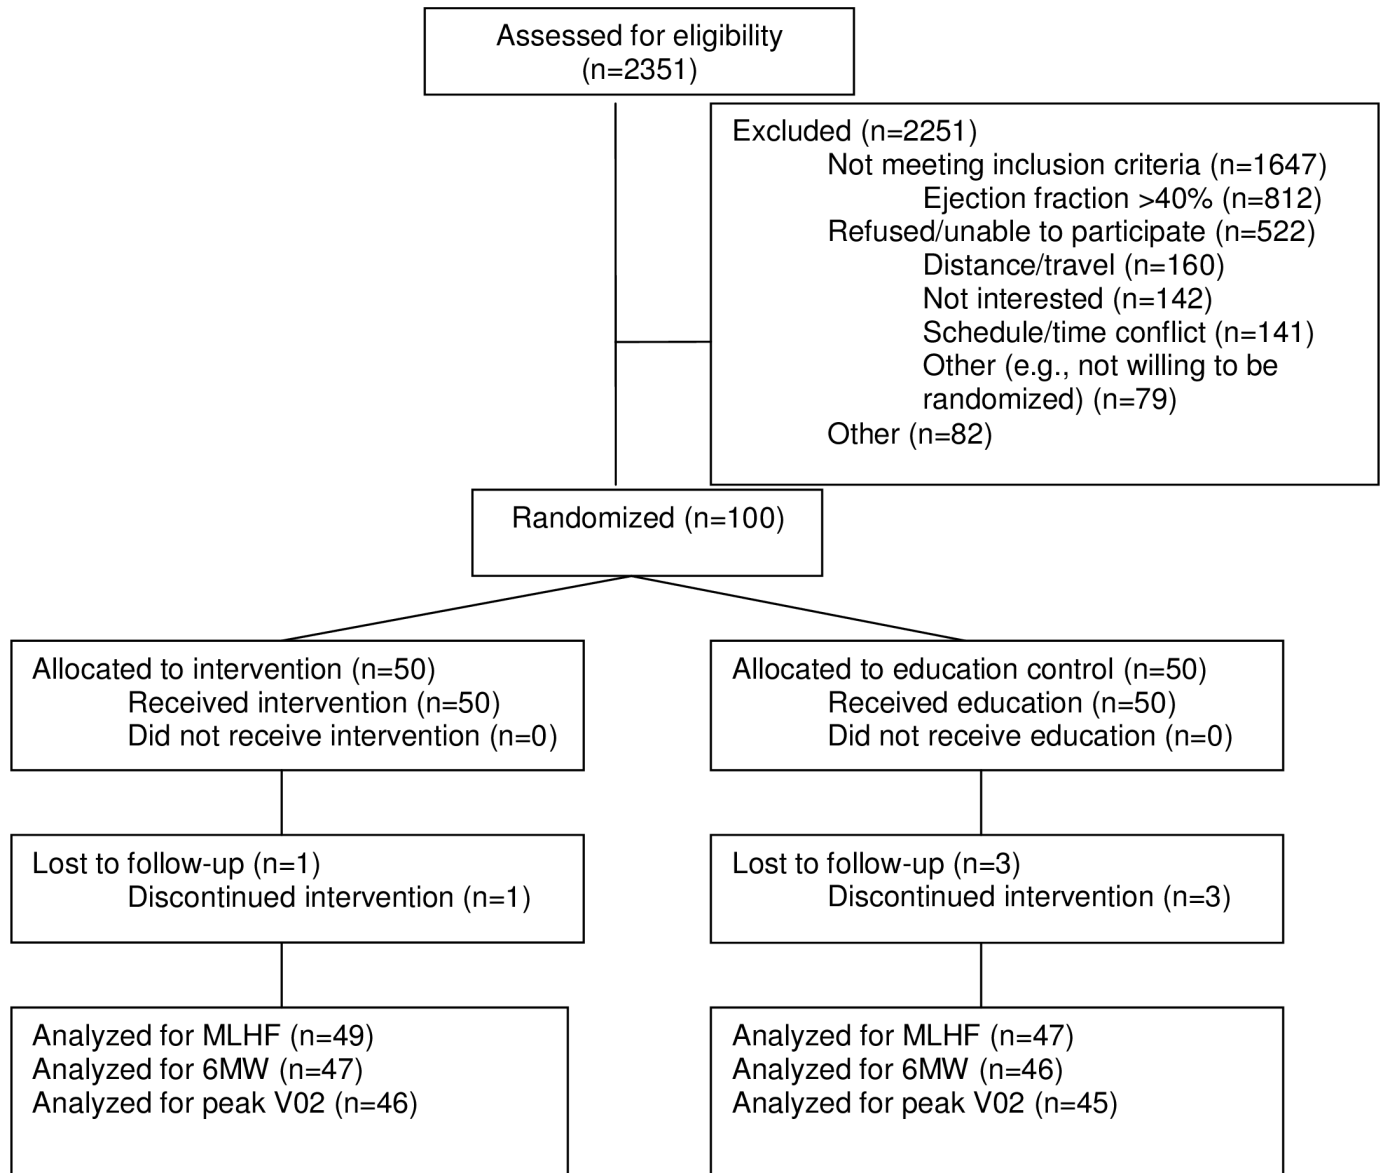 Assessed for eligibility
(n=2351)
Excluded (n=2251)
Not meeting inclusion criteria (n=1647)
Ejection fraction >40% (n=812)
Refused/unable to participate (n=522)
Distance/travel (n=160)
Not interested (n=142)
Schedule/time conflict (n=141)
Other (e.g., not willing to be
randomized) (n=79)
Other (n=82)
Randomized (n=100)
Allocated to intervention (n=50)
Received intervention (n=50)
Did not receive intervention (n=0)
Allocated to education control (n=50)
Received education (n=50)
Did not receive education (n=0)
Lost to follow-up (n=1)
Discontinued intervention (n=1)
Lost to follow-up (n=3)
Discontinued intervention (n=3)
Analyzed for MLHF (n=49)
Analyzed for 6MW (n=47)
Analyzed for peak V02 (n=46)
Analyzed for MLHF (n=47)
Analyzed for 6MW (n=46)
Analyzed for peak V02 (n=45)